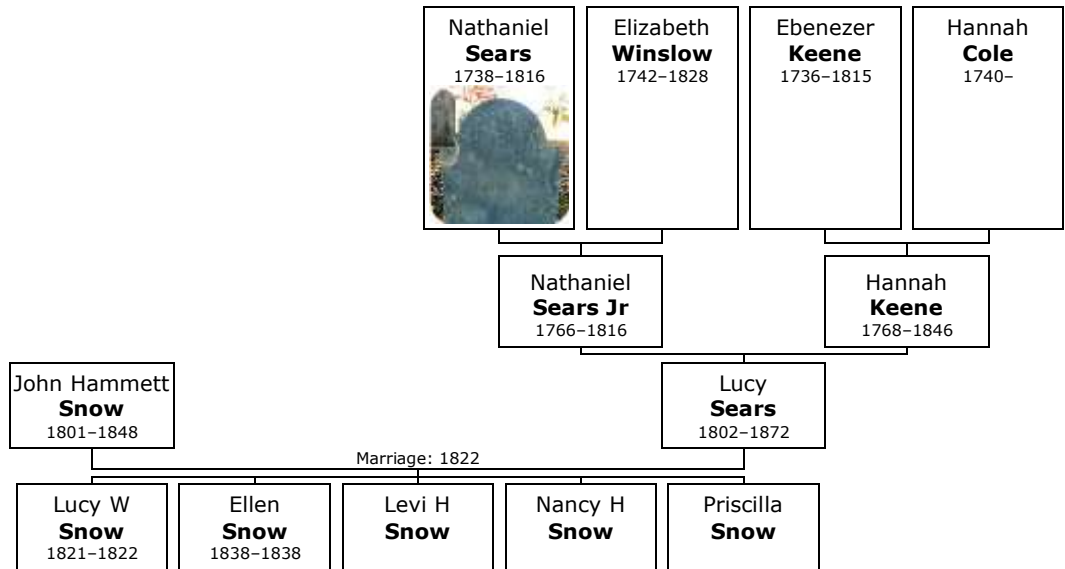 Nathaniel
Sears
1738–1816
Elizabeth
Winslow
1742–1828
Ebenezer
Keene
1736–1815
Hannah
Cole
1740–
Nathaniel
Sears Jr
1766–1816
Hannah
Keene
1768–1846
John Hammett
Snow
1801–1848
Lucy
Sears
1802–1872
Marriage: 1822
Lucy W
Snow
1821–1822
Ellen
Snow
1838–1838
Levi H
Snow
Nancy H
Snow
Priscilla
Snow